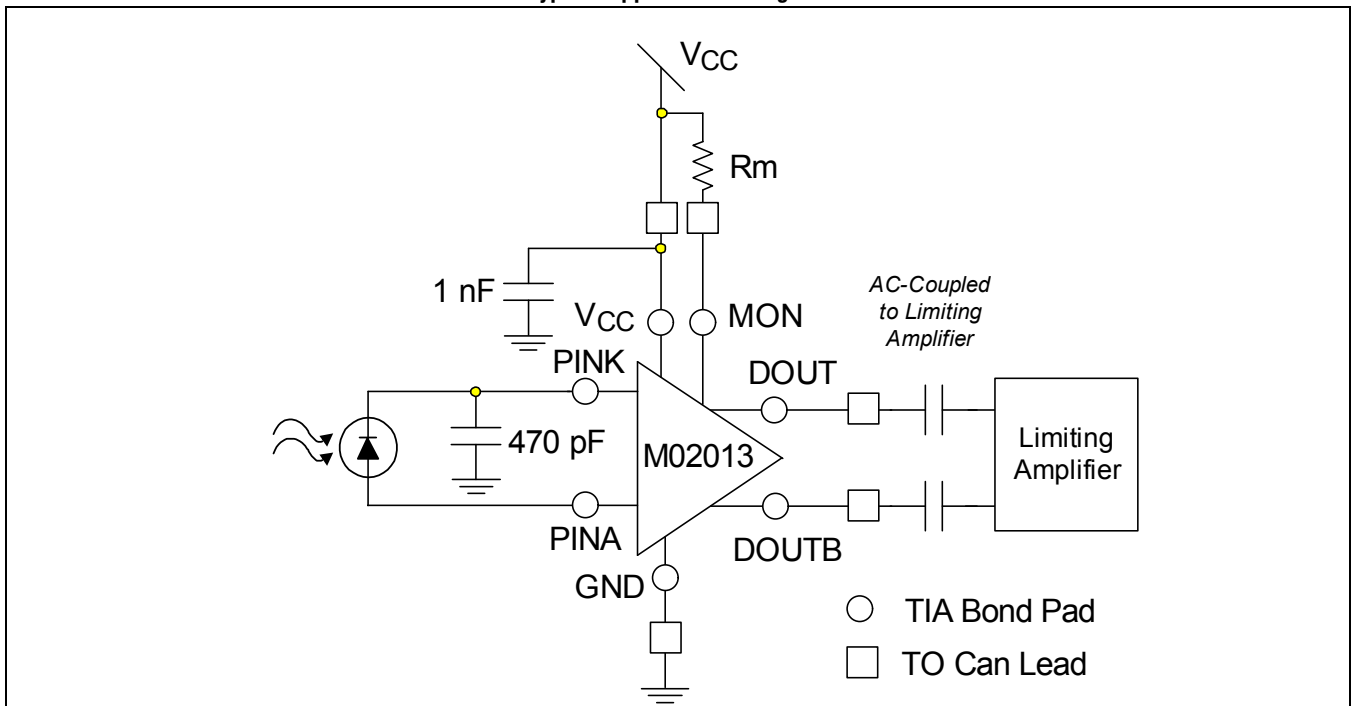 VCC
Rm
1 nF
AC-Coupled
to Limiting
Amplifier
VCC
MON
PINK
DOUT
470 pF
M02013
Limiting
Amplifier
PINA
DOUTB
GND
TIA Bond Pad
TO Can Lead